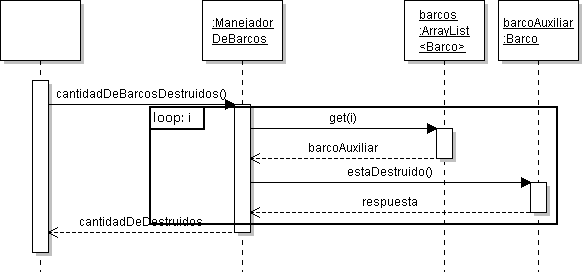 :Manejador
DeBarcos
barcos
:ArrayList
<Barco>
barcoAuxiliar
:Barco
cantidadDeBarcosDestruidos()
loop: i
get(i)
barcoAuxiliar
estaDestruido()
respuesta
cantidadDeDestruidos